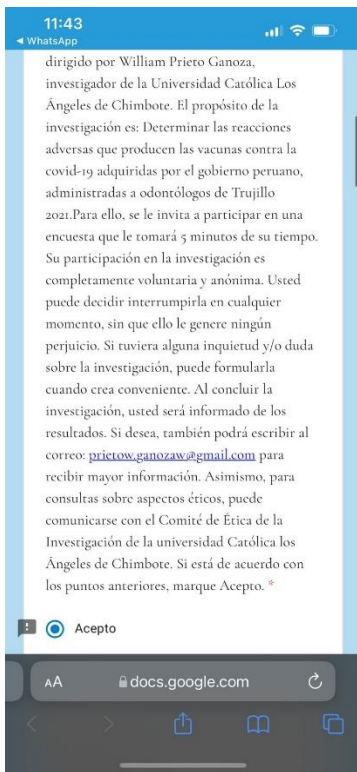 11:43
◀ WhatsApp
dirigido por William Prieto Ganoza,
investigador de la Universidad Católica Los
Ángeles de Chimbote. El propósito de la
investigación es: Determinar las reacciones
adversas que producen las vacunas contra la
covid-19 adquiridas por el gobierno peruano,
administradas a odontólogos de Trujillo
2021.Para ello, se le invita a participar en una
encuesta que le tomará 5 minutos de su tiempo.
Su participación en la investigación es
completamente voluntaria y anónima. Usted
puede decidir interrumpirla en cualquier
momento, sin que ello le genere ningún
perjuicio. Si tuviera alguna inquietud y/o duda
sobre la investigación, puede formularla
cuando crea conveniente. Al concluir la
investigación, usted será informado de los
resultados. Si desea, también podrá escribir al
correo: prietow.ganozaw@gmail.com para
recibir mayor información. Asimismo, para
consultas sobre aspectos éticos, puede
comunicarse con el Comité de Ética de la
Investigación de la universidad Católica los
Ángeles de Chimbote. Si está de acuerdo con
los puntos anteriores, marque Acepto. *
Acepto
AA docs.google.com